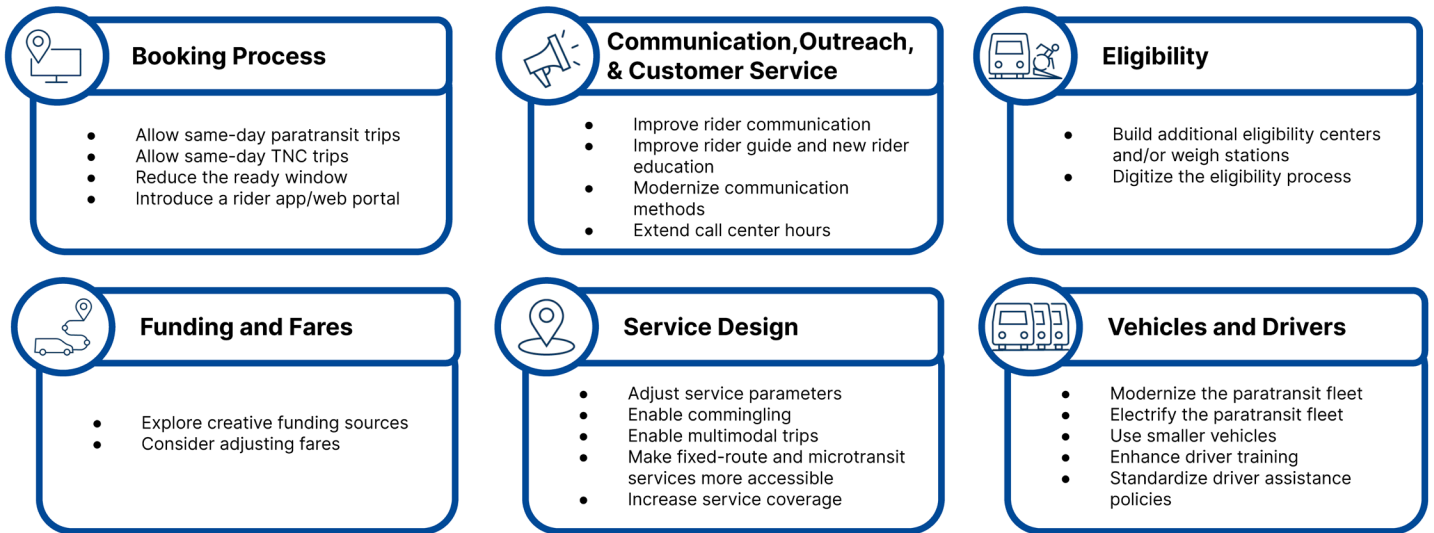 Booking Process
● Allow same-day paratransit trips
● Allow same-day TNC trips
● Reduce the ready window
● Introduce a rider app/web portal
Communication,Outreach,
& Customer Service
● Improve rider communication
● Improve rider guide and new rider
education
● Modernize communication
methods
● Extend call center hours
Eligibility
● Build additional eligibility centers
and/or weigh stations
● Digitize the eligibility process
Funding and Fares
● Explore creative funding sources
● Consider adjusting fares
Service Design
● Adjust service parameters
● Enable commingling
● Enable multimodal trips
● Make fixed-route and microtransit
services more accessible
● Increase service coverage
Vehicles and Drivers
● Modernize the paratransit fleet
● Electrify the paratransit fleet
● Use smaller vehicles
● Enhance driver training
● Standardize driver assistance
policies